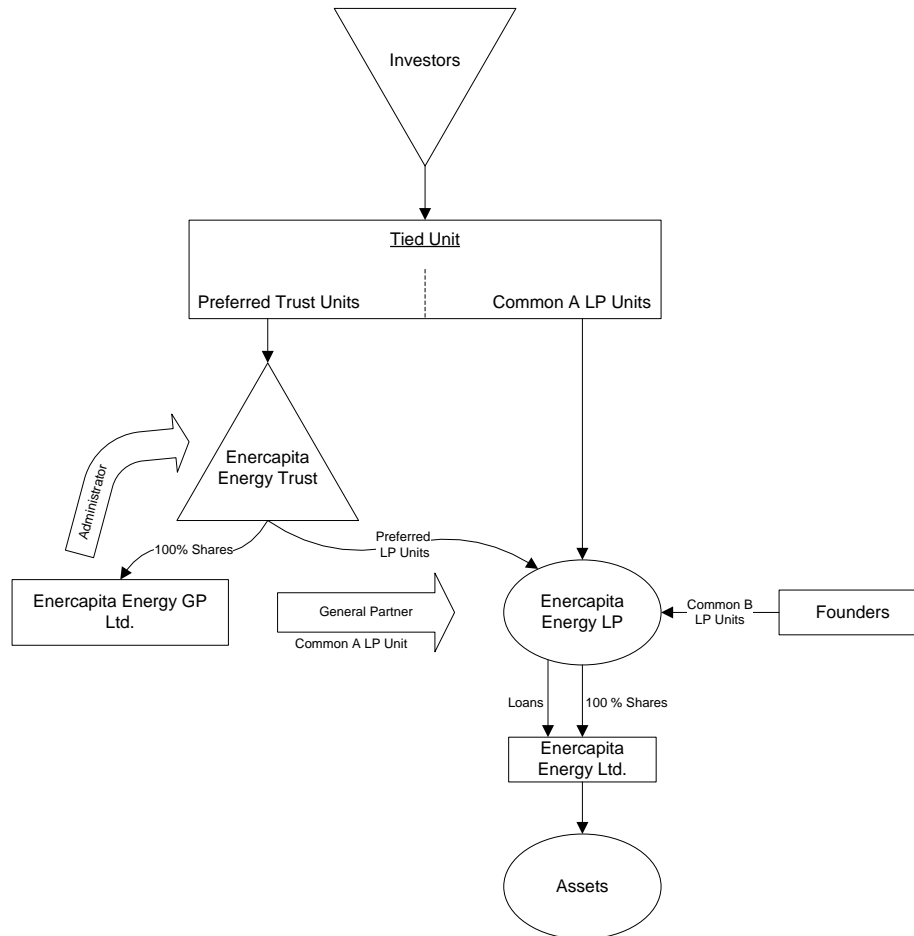 Investors
Tied Unit
Preferred Trust Units
Common A LP Units
Enercapita
Energy Trust
Administrator
100% Shares
Preferred
LP Units
Enercapita Energy GP
Ltd.
General Partner
Common A LP Unit
Enercapita
Energy LP
Common B
LP Units
Founders
Loans
100 % Shares
Enercapita
Energy Ltd.
Assets